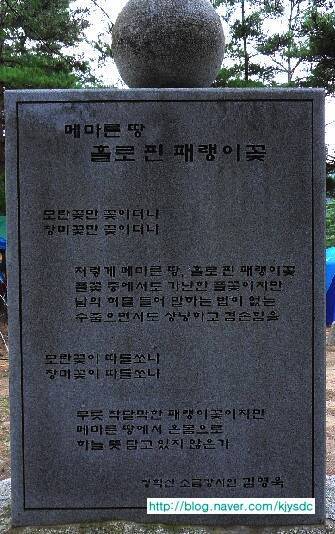 메마른 땅
홀로 핀 패랭이꽃
모란꽃만 꽃이더냐
장미꽃만 꽃이더냐
저렇게 메마른 땅, 홀로 핀 패랭이꽃
풀꽃 중에서도 가난한 풀꽃이지만
남의 허물 들어 말하는 법이 없는
수줍으면서도 상냥하고 겸손함을
모란꽃이 따를쏘냐
장미꽃이 따를쏘냐
무릇 작달막한 패랭이꽃이지만
메마른 땅에서 온몸으로
하늘 뜻 담고 있지 않은가
김영욱
http://blog.naver.com/kjysdc